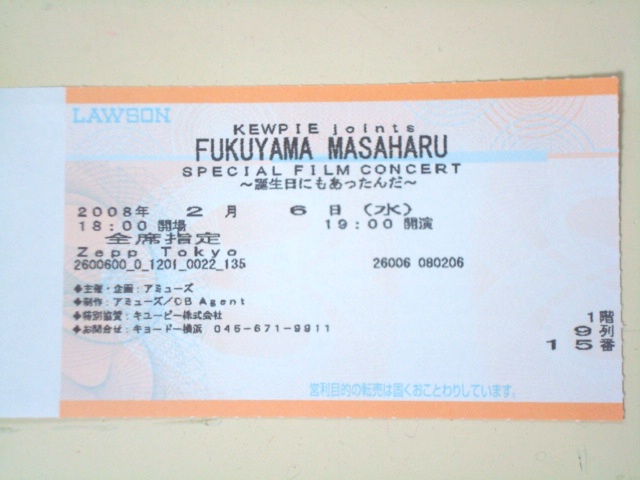 LAWSON
KEWPIE joints
FUKUYAMA MASAHARU
SPECIAL FILM CONCERT
～誕生日にもあったんだ～
2008年 2月 6日(水)
18:00 開場 19:00 開演
全席指定
Zepp Tokyo
2600600_0_1201_0022_135 26006 080206
◆主催・企画：アミューズ
◆制作：アミューズ/CB Agent
◆特別協賛：キユーピー株式会社
◆お問合せ：キョードー横浜 045-671-9911
1階
9列
15番
営利目的の転売は固くおことわりしています。